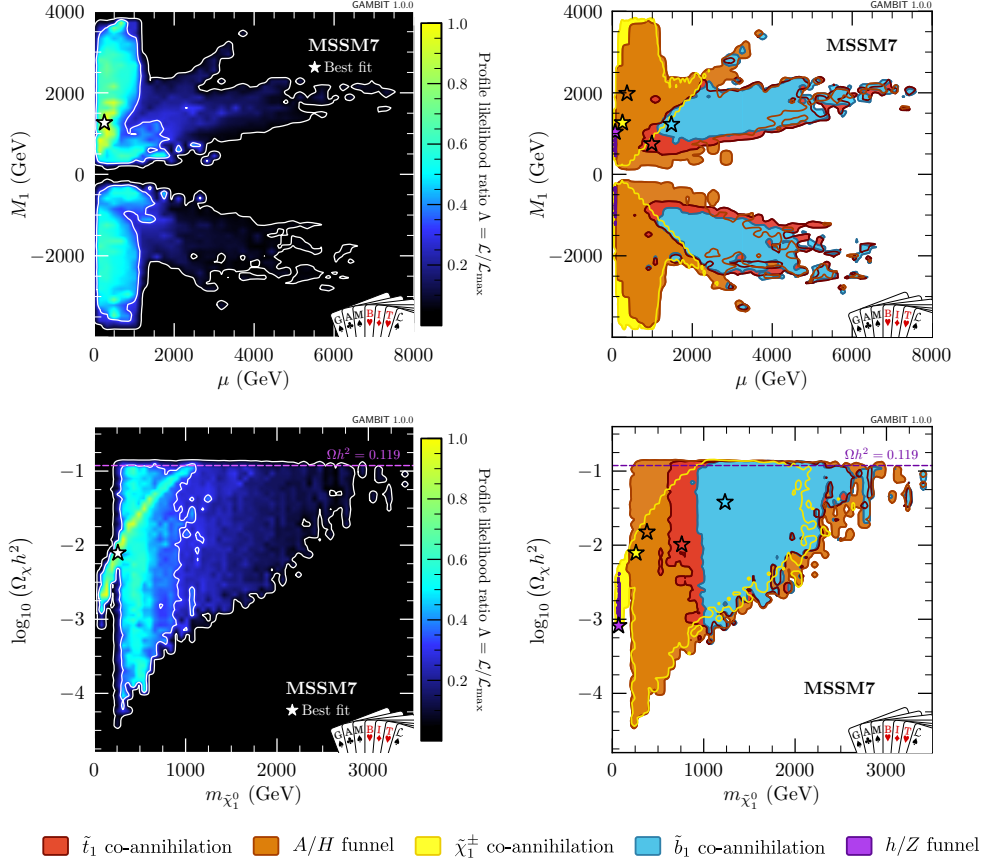 GAMBIT 1.0.0
MSSM7
Best fit
4000
2000
0
−2000
M₁ (GeV)
0 2000 4000 6000 8000
μ (GeV)
1.0
0.8
0.6
0.4
0.2
Profile likelihood ratio Λ = ℒ/ℒmax
G A M B I T ℒ
GAMBIT 1.0.0
MSSM7
4000
2000
0
−2000
M₁ (GeV)
0 2000 4000 6000 8000
μ (GeV)
G A M B I T ℒ
GAMBIT 1.0.0
Ωh² = 0.119
−1
−2
−3
−4
log₁₀ (Ωχh²)
MSSM7
Best fit
0 1000 2000 3000
m_χ̃₁⁰ (GeV)
1.0
0.8
0.6
0.4
0.2
Profile likelihood ratio Λ = ℒ/ℒmax
G A M B I T ℒ
GAMBIT 1.0.0
Ωh² = 0.119
−1
−2
−3
−4
log₁₀ (Ωχh²)
MSSM7
0 1000 2000 3000
m_χ̃₁⁰ (GeV)
G A M B I T ℒ
t̃₁ co-annihilation A/H funnel χ̃₁± co-annihilation b̃₁ co-annihilation h/Z funnel